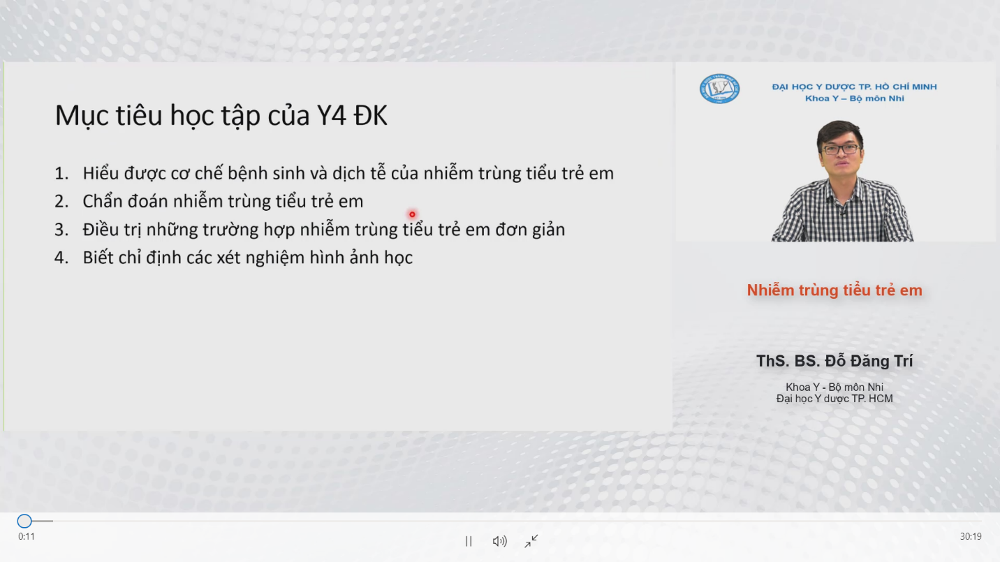 Mục tiêu học tập của Y4 ĐK
1. Hiểu được cơ chế bệnh sinh và dịch tễ của nhiễm trùng tiểu trẻ em
2. Chẩn đoán nhiễm trùng tiểu trẻ em
3. Điều trị những trường hợp nhiễm trùng tiểu trẻ em đơn giản
4. Biết chỉ định các xét nghiệm hình ảnh học
ĐẠI HỌC Y DƯỢC TP. HỒ CHÍ MINH
Khoa Y – Bộ môn Nhi
Nhiễm trùng tiểu trẻ em
ThS. BS. Đỗ Đăng Trí
Khoa Y - Bộ môn Nhi
Đại học Y dược TP. HCM
0:11
30:19